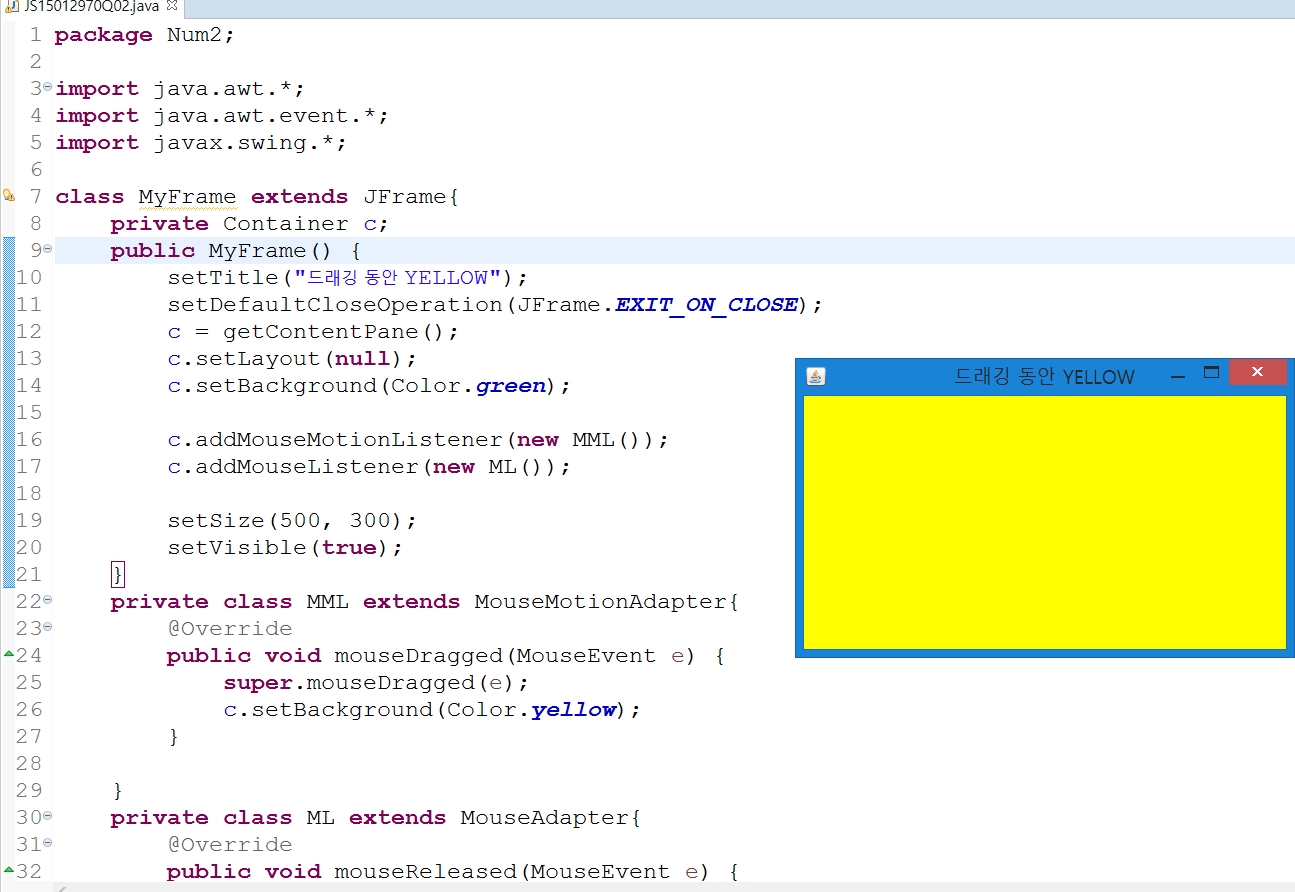 JS15012970Q02.java
1 package Num2;
2
3 import java.awt.*;
4 import java.awt.event.*;
5 import javax.swing.*;
6
7 class MyFrame extends JFrame{
8     private Container c;
9     public MyFrame() {
10         setTitle("드래깅 동안 YELLOW");
11         setDefaultCloseOperation(JFrame.EXIT_ON_CLOSE);
12         c = getContentPane();
13         c.setLayout(null);
14         c.setBackground(Color.green);
15
16         c.addMouseMotionListener(new MML());
17         c.addMouseListener(new ML());
18
19         setSize(500, 300);
20         setVisible(true);
21     }
22     private class MML extends MouseMotionAdapter{
23         @Override
24         public void mouseDragged(MouseEvent e) {
25             super.mouseDragged(e);
26             c.setBackground(Color.yellow);
27         }
28
29     }
30     private class ML extends MouseAdapter{
31         @Override
32         public void mouseReleased(MouseEvent e) {
드래깅 동안 YELLOW